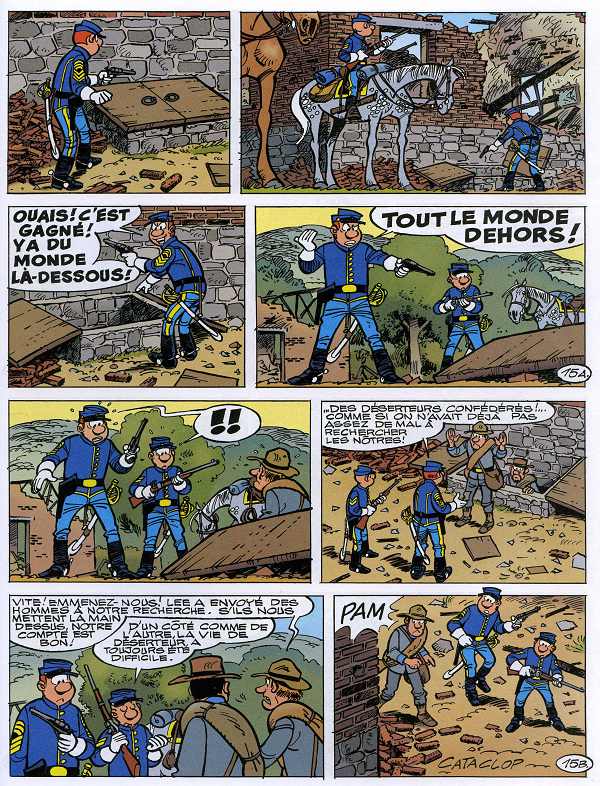 OUAIS! C'EST
GAGNÉ!
Y A DU
MONDE
LÀ-DESSOUS!
TOUT LE MONDE
DEHORS!
15A.
!!
...DES DÉSERTEURS CONFÉDÉRÉS!...
COMME SI ON N'AVAIT DÉJÀ PAS
ASSEZ DE MAL À
RECHERCHER
LES NÔTRES!
VITE! EMMENEZ-NOUS! LEE A ENVOYÉ DES
HOMMES À NOTRE RECHERCHE. S'ILS NOUS
METTENT LA MAIN
DESSUS, NOTRE
COMPTE EST
BON!
D'UN CÔTÉ COMME DE
L'AUTRE, LA VIE DE
DÉSERTEUR A
TOUJOURS ÉTÉ
DIFFICILE.
PAM
CATACLOP
15B.